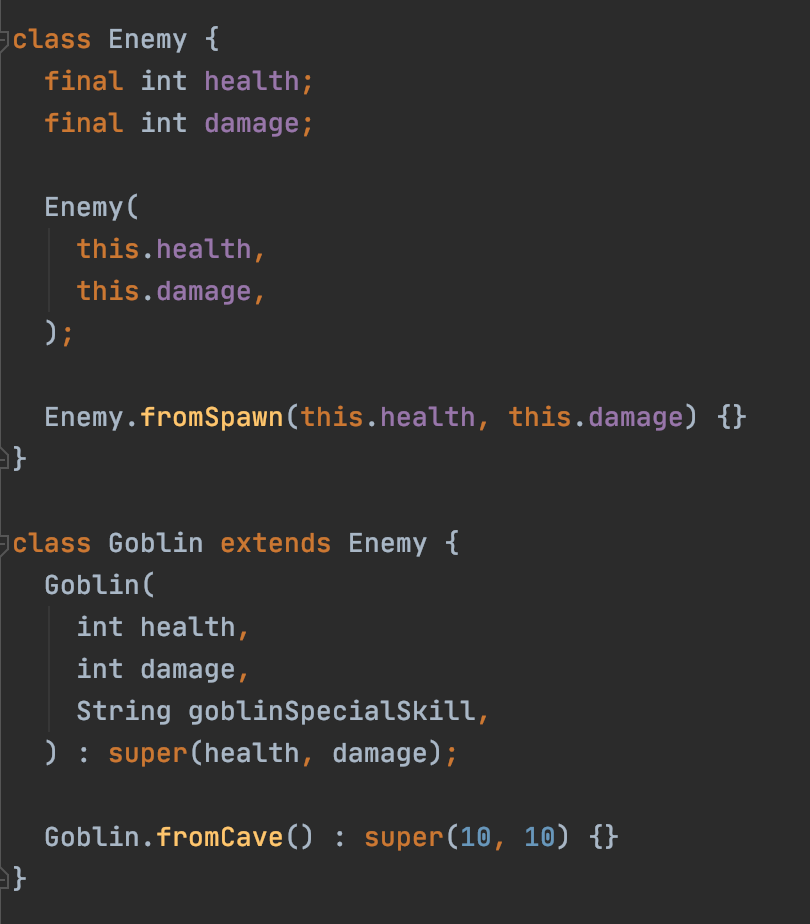 class Enemy {
final int health;
final int damage;
Enemy(
this.health,
this.damage,
);
Enemy.fromSpawn(this.health, this.damage) {}
}
class Goblin extends Enemy {
Goblin(
int health,
int damage,
String goblinSpecialSkill,
) : super(health, damage);
Goblin.fromCave() : super(10, 10) {}
}